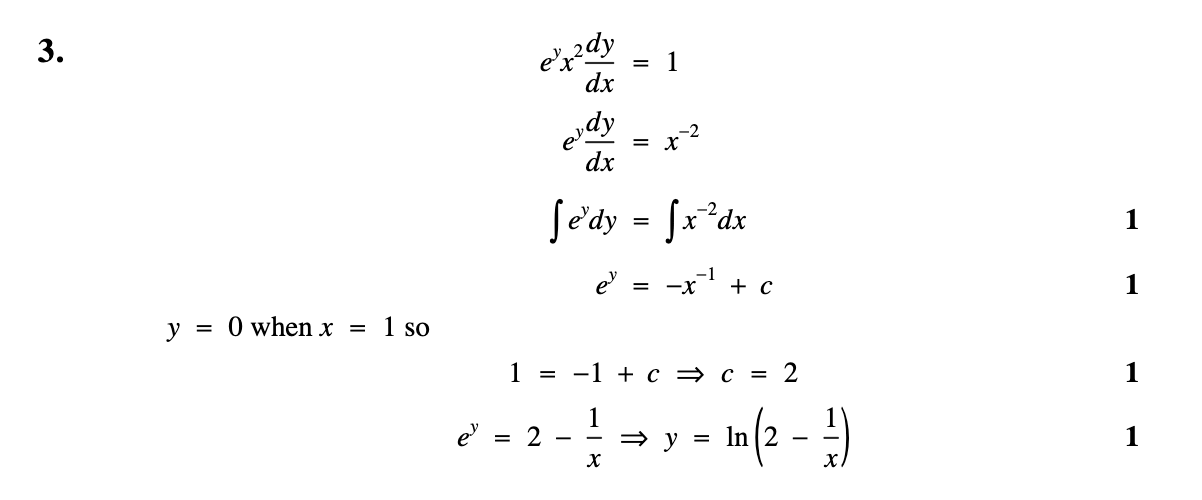 3. e^y x^2 dy/dx = 1
e^y dy/dx = x^−2
∫e^y dy = ∫x^−2 dx 1
e^y = −x^−1 + c 1
y = 0 when x = 1 so
1 = −1 + c ⇒ c = 2 1
e^y = 2 − 1/x ⇒ y = ln(2 − 1/x) 1